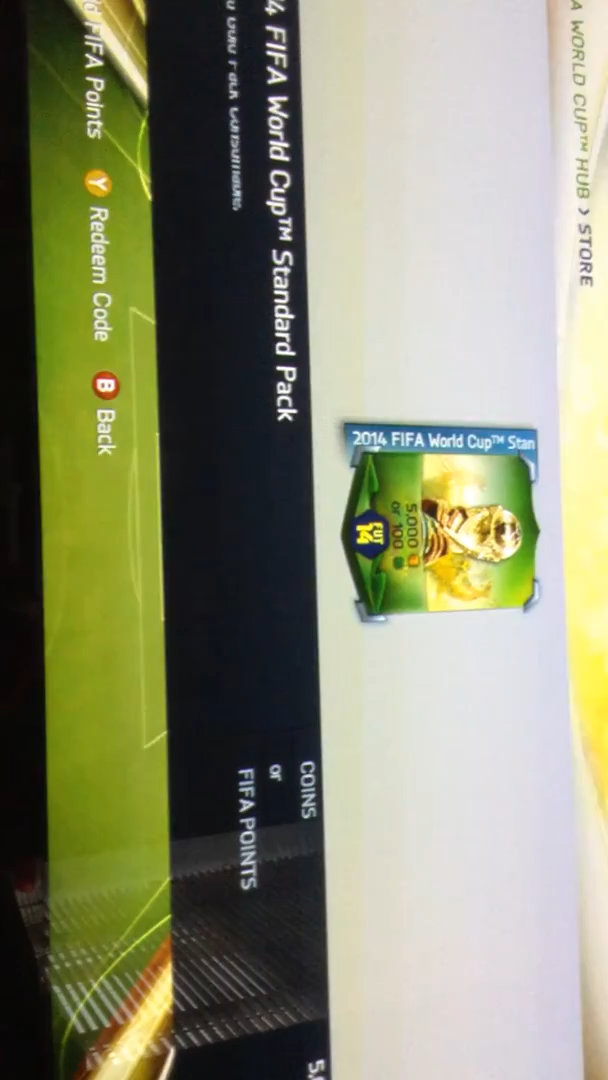 A WORLD CUP™ HUB › STORE
2014 FIFA World Cup™ Stan
5,000
or 100
FUT
14
4 FIFA World Cup™ Standard Pack
COINS
or
FIFA POINTS
5,
FIFA Points Y Redeem Code B Back